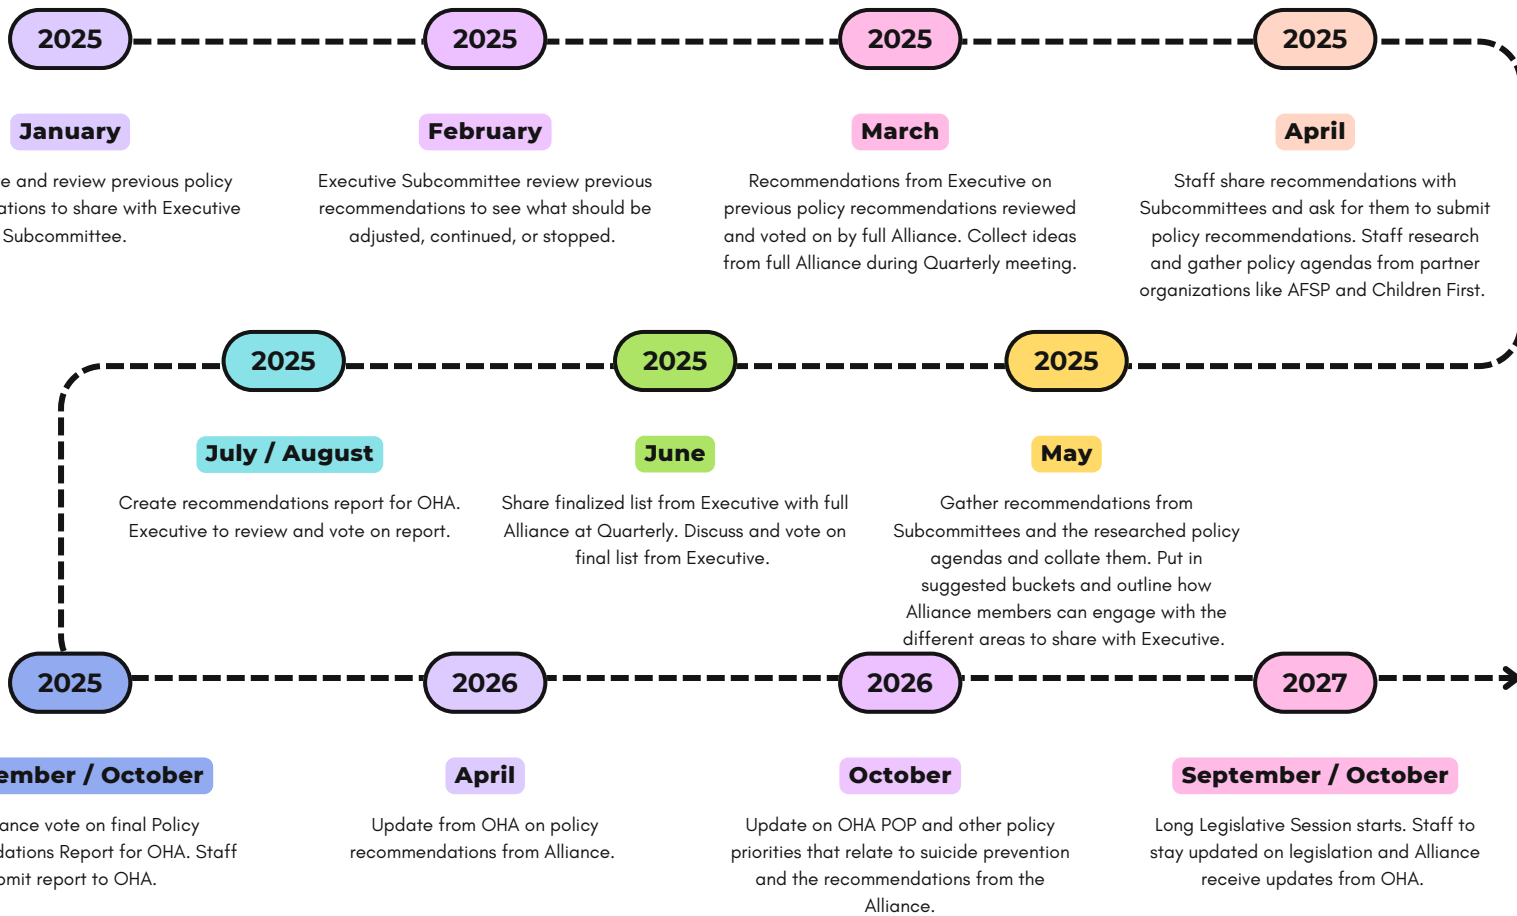 2025
2025
2025
2025
January
February
March
April
e and review previous policy
ations to share with Executive
Subcommittee.
Executive Subcommittee review previous
recommendations to see what should be
adjusted, continued, or stopped.
Recommendations from Executive on
previous policy recommendations reviewed
and voted on by full Alliance. Collect ideas
from full Alliance during Quarterly meeting.
Staff share recommendations with
Subcommittees and ask for them to submit
policy recommendations. Staff research
and gather policy agendas from partner
organizations like AFSP and Children First.
2025
2025
2025
July / August
June
May
Create recommendations report for OHA.
Executive to review and vote on report.
Share finalized list from Executive with full
Alliance at Quarterly. Discuss and vote on
final list from Executive.
Gather recommendations from
Subcommittees and the researched policy
agendas and collate them. Put in
suggested buckets and outline how
Alliance members can engage with the
different areas to share with Executive.
2025
2026
2026
2027
ember / October
April
October
September / October
ance vote on final Policy
dations Report for OHA. Staff
bmit report to OHA.
Update from OHA on policy
recommendations from Alliance.
Update on OHA POP and other policy
priorities that relate to suicide prevention
and the recommendations from the
Alliance.
Long Legislative Session starts. Staff to
stay updated on legislation and Alliance
receive updates from OHA.